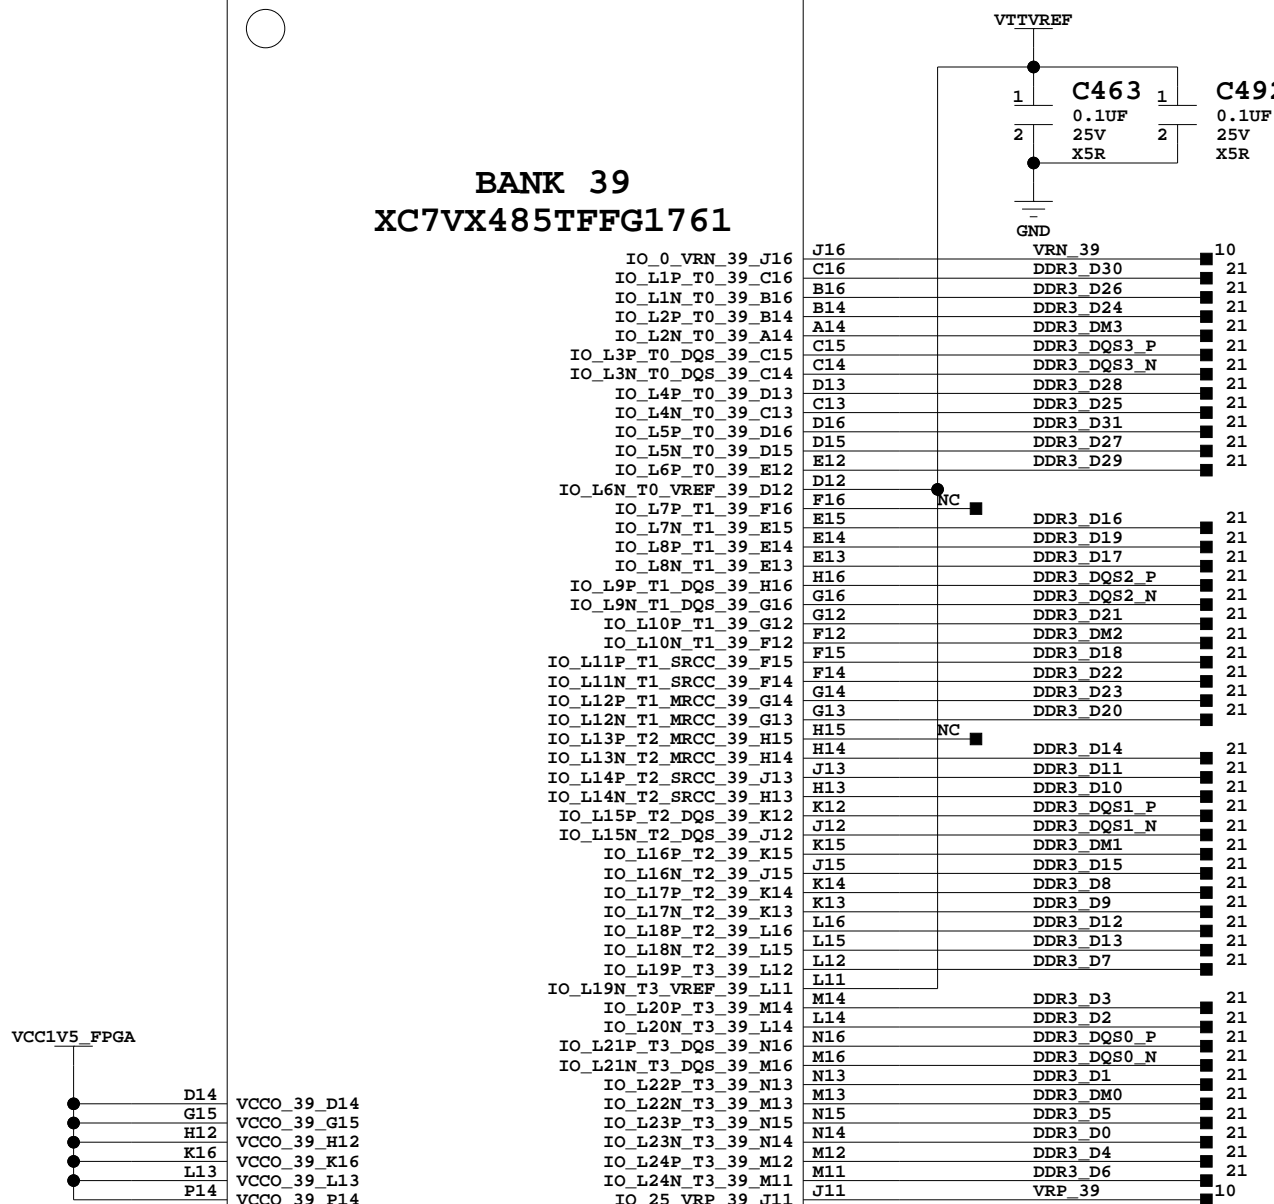 VTTVREF
1 C463 1 C492
0.1UF 0.1UF
2 25V 2 25V
X5R X5R
GND
BANK 39
XC7VX485TFFG1761
IO_0_VRN_39_J16 J16 VRN_39 10
IO_L1P_T0_39_C16 C16 DDR3_D30 21
IO_L1N_T0_39_B16 B16 DDR3_D26 21
IO_L2P_T0_39_B14 B14 DDR3_D24 21
IO_L2N_T0_39_A14 A14 DDR3_DM3 21
IO_L3P_T0_DQS_39_C15 C15 DDR3_DQS3_P 21
IO_L3N_T0_DQS_39_C14 C14 DDR3_DQS3_N 21
IO_L4P_T0_39_D13 D13 DDR3_D28 21
IO_L4N_T0_39_C13 C13 DDR3_D25 21
IO_L5P_T0_39_D16 D16 DDR3_D31 21
IO_L5N_T0_39_D15 D15 DDR3_D27 21
IO_L6P_T0_39_E12 E12 DDR3_D29 21
IO_L6N_T0_VREF_39_D12 D12
IO_L7P_T1_39_F16 F16 NC
IO_L7N_T1_39_E15 E15 DDR3_D16 21
IO_L8P_T1_39_E14 E14 DDR3_D19 21
IO_L8N_T1_39_E13 E13 DDR3_D17 21
IO_L9P_T1_DQS_39_H16 H16 DDR3_DQS2_P 21
IO_L9N_T1_DQS_39_G16 G16 DDR3_DQS2_N 21
IO_L10P_T1_39_G12 G12 DDR3_D21 21
IO_L10N_T1_39_F12 F12 DDR3_DM2 21
IO_L11P_T1_SRCC_39_F15 F15 DDR3_D18 21
IO_L11N_T1_SRCC_39_F14 F14 DDR3_D22 21
IO_L12P_T1_MRCC_39_G14 G14 DDR3_D23 21
IO_L12N_T1_MRCC_39_G13 G13 DDR3_D20 21
IO_L13P_T2_MRCC_39_H15 H15 NC
IO_L13N_T2_MRCC_39_H14 H14 DDR3_D14 21
IO_L14P_T2_SRCC_39_J13 J13 DDR3_D11 21
IO_L14N_T2_SRCC_39_H13 H13 DDR3_D10 21
IO_L15P_T2_DQS_39_K12 K12 DDR3_DQS1_P 21
IO_L15N_T2_DQS_39_J12 J12 DDR3_DQS1_N 21
IO_L16P_T2_39_K15 K15 DDR3_DM1 21
IO_L16N_T2_39_J15 J15 DDR3_D15 21
IO_L17P_T2_39_K14 K14 DDR3_D8 21
IO_L17N_T2_39_K13 K13 DDR3_D9 21
IO_L18P_T2_39_L16 L16 DDR3_D12 21
IO_L18N_T2_39_L15 L15 DDR3_D13 21
IO_L19P_T3_39_L12 L12 DDR3_D7 21
IO_L19N_T3_VREF_39_L11 L11
IO_L20P_T3_39_M14 M14 DDR3_D3 21
IO_L20N_T3_39_L14 L14 DDR3_D2 21
VCC1V5_FPGA IO_L21P_T3_DQS_39_N16 N16 DDR3_DQS0_P 21
IO_L21N_T3_DQS_39_M16 M16 DDR3_DQS0_N 21
IO_L22P_T3_39_N13 N13 DDR3_D1 21
D14 VCCO_39_D14 IO_L22N_T3_39_M13 M13 DDR3_DM0 21
G15 VCCO_39_G15 IO_L23P_T3_39_N15 N15 DDR3_D5 21
H12 VCCO_39_H12 IO_L23N_T3_39_N14 N14 DDR3_D0 21
K16 VCCO_39_K16 IO_L24P_T3_39_M12 M12 DDR3_D4 21
L13 VCCO_39_L13 IO_L24N_T3_39_M11 M11 DDR3_D6 21
P14 VCCO_39_P14 IO_25_VRP_39_J11 J11 VRP_39 10